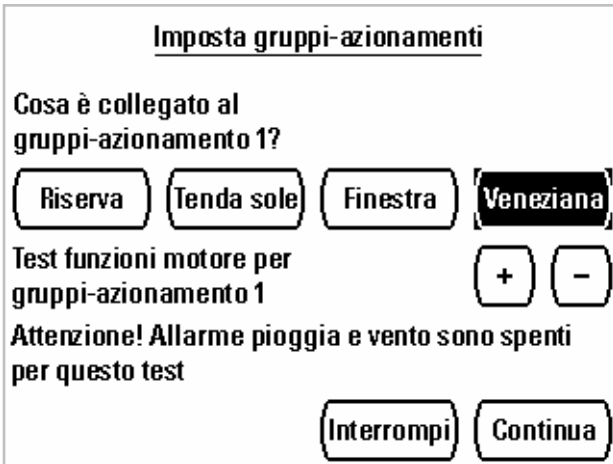 Imposta gruppi-azionamenti
Cosa è collegato al
gruppi-azionamento 1?
Riserva Tenda sole Finestra Veneziana
Test funzioni motore per
gruppi-azionamento 1
+ −
Attenzione! Allarme pioggia e vento sono spenti
per questo test
Interrompi Continua